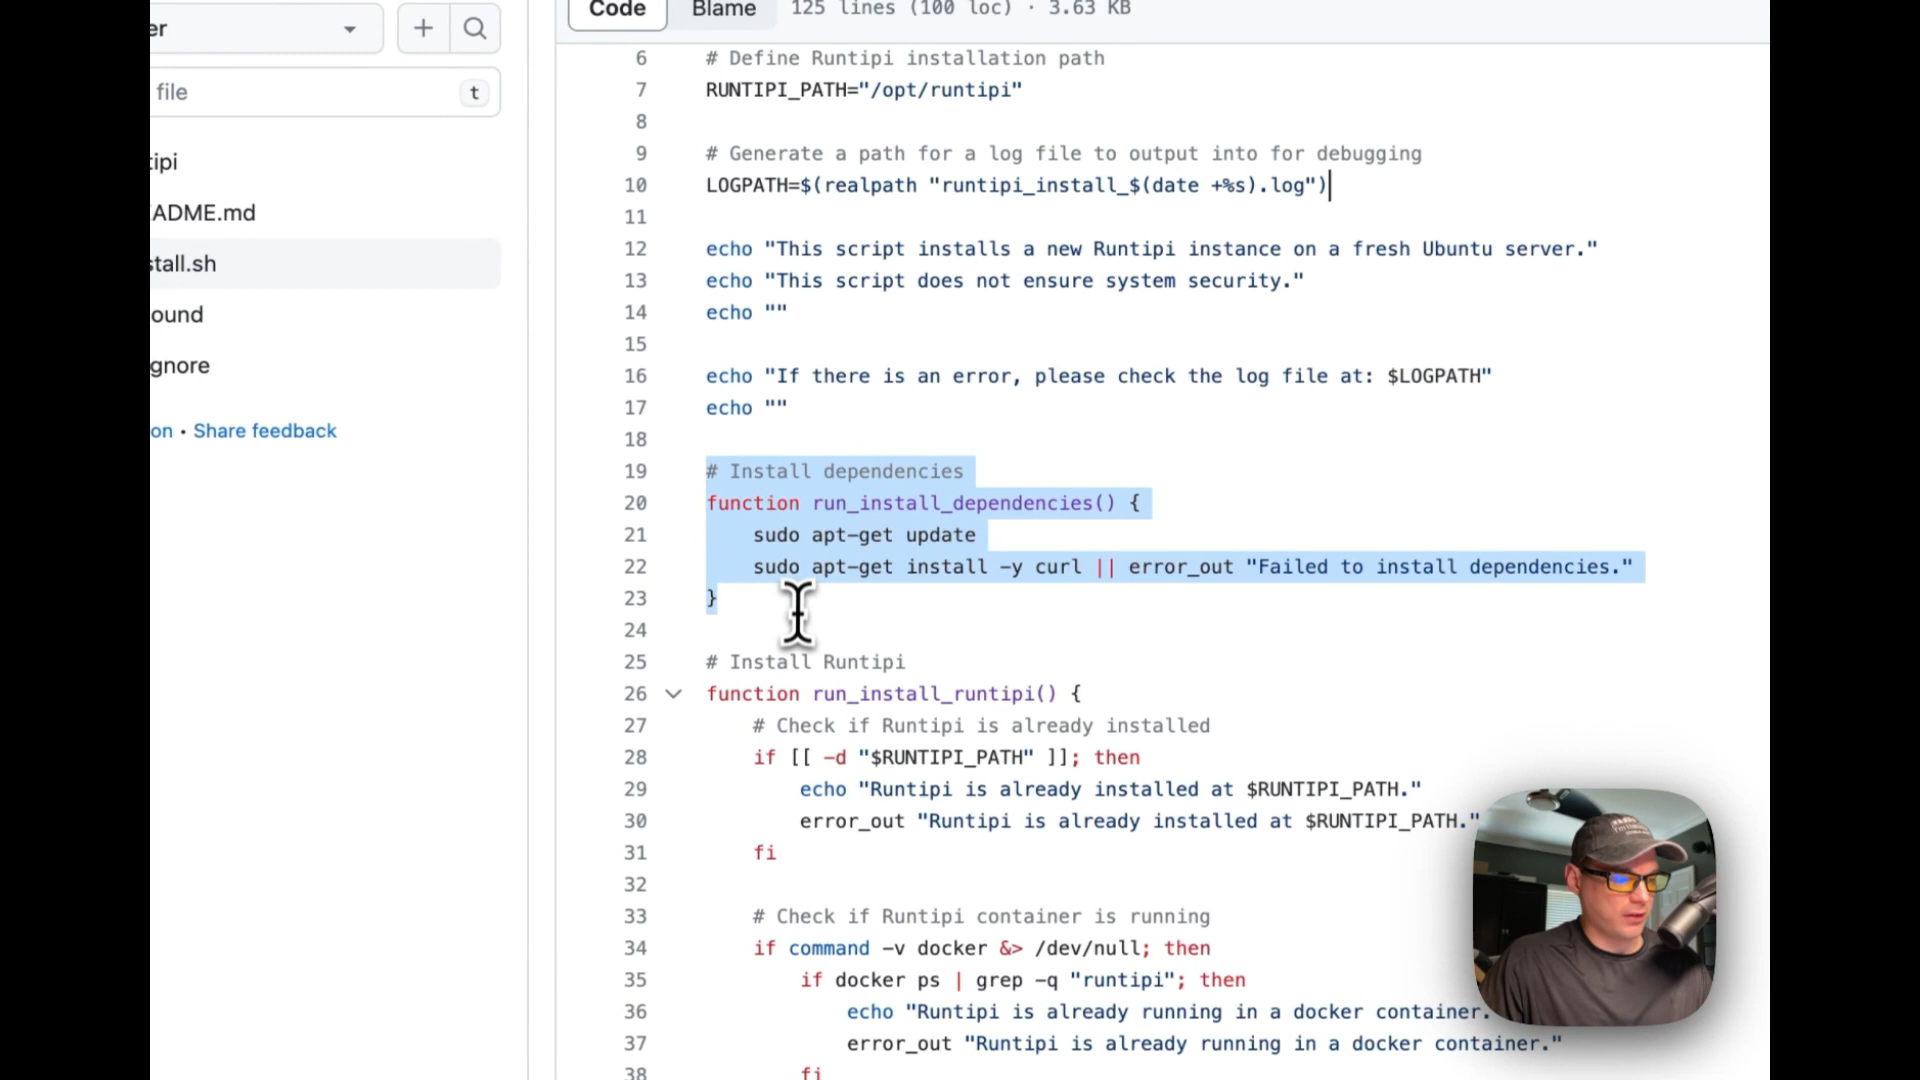 er
file
t
tipi
ADME.md
stall.sh
ound
gnore
on • Share feedback
Code Blame 125 lines (100 loc) · 3.63 KB
6 # Define Runtipi installation path
7 RUNTIPI_PATH="/opt/runtipi"
8
9 # Generate a path for a log file to output into for debugging
10 LOGPATH=$(realpath "runtipi_install_$(date +%s).log")
11
12 echo "This script installs a new Runtipi instance on a fresh Ubuntu server."
13 echo "This script does not ensure system security."
14 echo ""
15
16 echo "If there is an error, please check the log file at: $LOGPATH"
17 echo ""
18
19 # Install dependencies
20 function run_install_dependencies() {
21 sudo apt-get update
22 sudo apt-get install -y curl || error_out "Failed to install dependencies."
23 }
24
25 # Install Runtipi
26 function run_install_runtipi() {
27 # Check if Runtipi is already installed
28 if [[ -d "$RUNTIPI_PATH" ]]; then
29 echo "Runtipi is already installed at $RUNTIPI_PATH."
30 error_out "Runtipi is already installed at $RUNTIPI_PATH."
31 fi
32
33 # Check if Runtipi container is running
34 if command -v docker &> /dev/null; then
35 if docker ps | grep -q "runtipi"; then
36 echo "Runtipi is already running in a docker container.
37 error_out "Runtipi is already running in a docker container."
38 fi